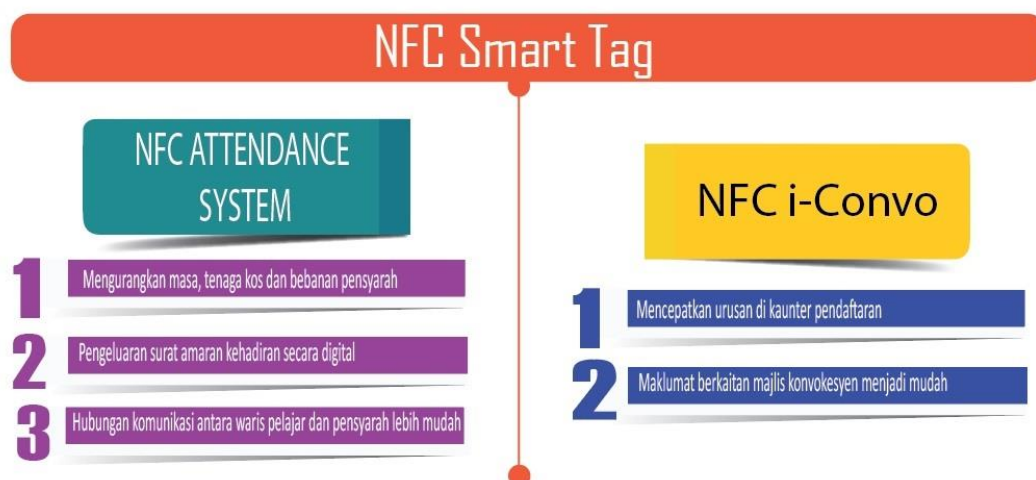 NFC Smart Tag
NFC ATTENDANCE
SYSTEM
1
Mengurangkan masa, tenaga kos dan bebanan pensyarah
2
Pengeluaran surat amaran kehadiran secara digital
3
Hubungan komunikasi antara waris pelajar dan pensyarah lebih mudah
NFC i-Convo
1
Mencepatkan urusan di kaunter pendaftaran
2
Maklumat berkaitan majlis konvokesyen menjadi mudah